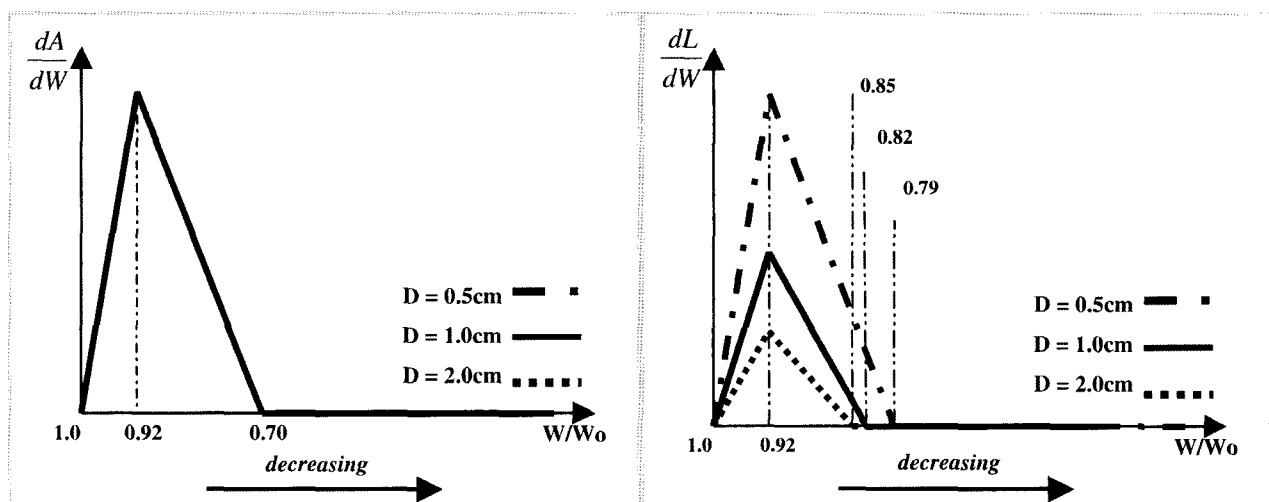 dA
dW
D = 0.5cm
D = 1.0cm
D = 2.0cm
1.0 0.92 0.70 W/Wo
decreasing
dL
dW
0.85
0.82
0.79
D = 0.5cm
D = 1.0cm
D = 2.0cm
1.0 0.92 W/Wo
decreasing